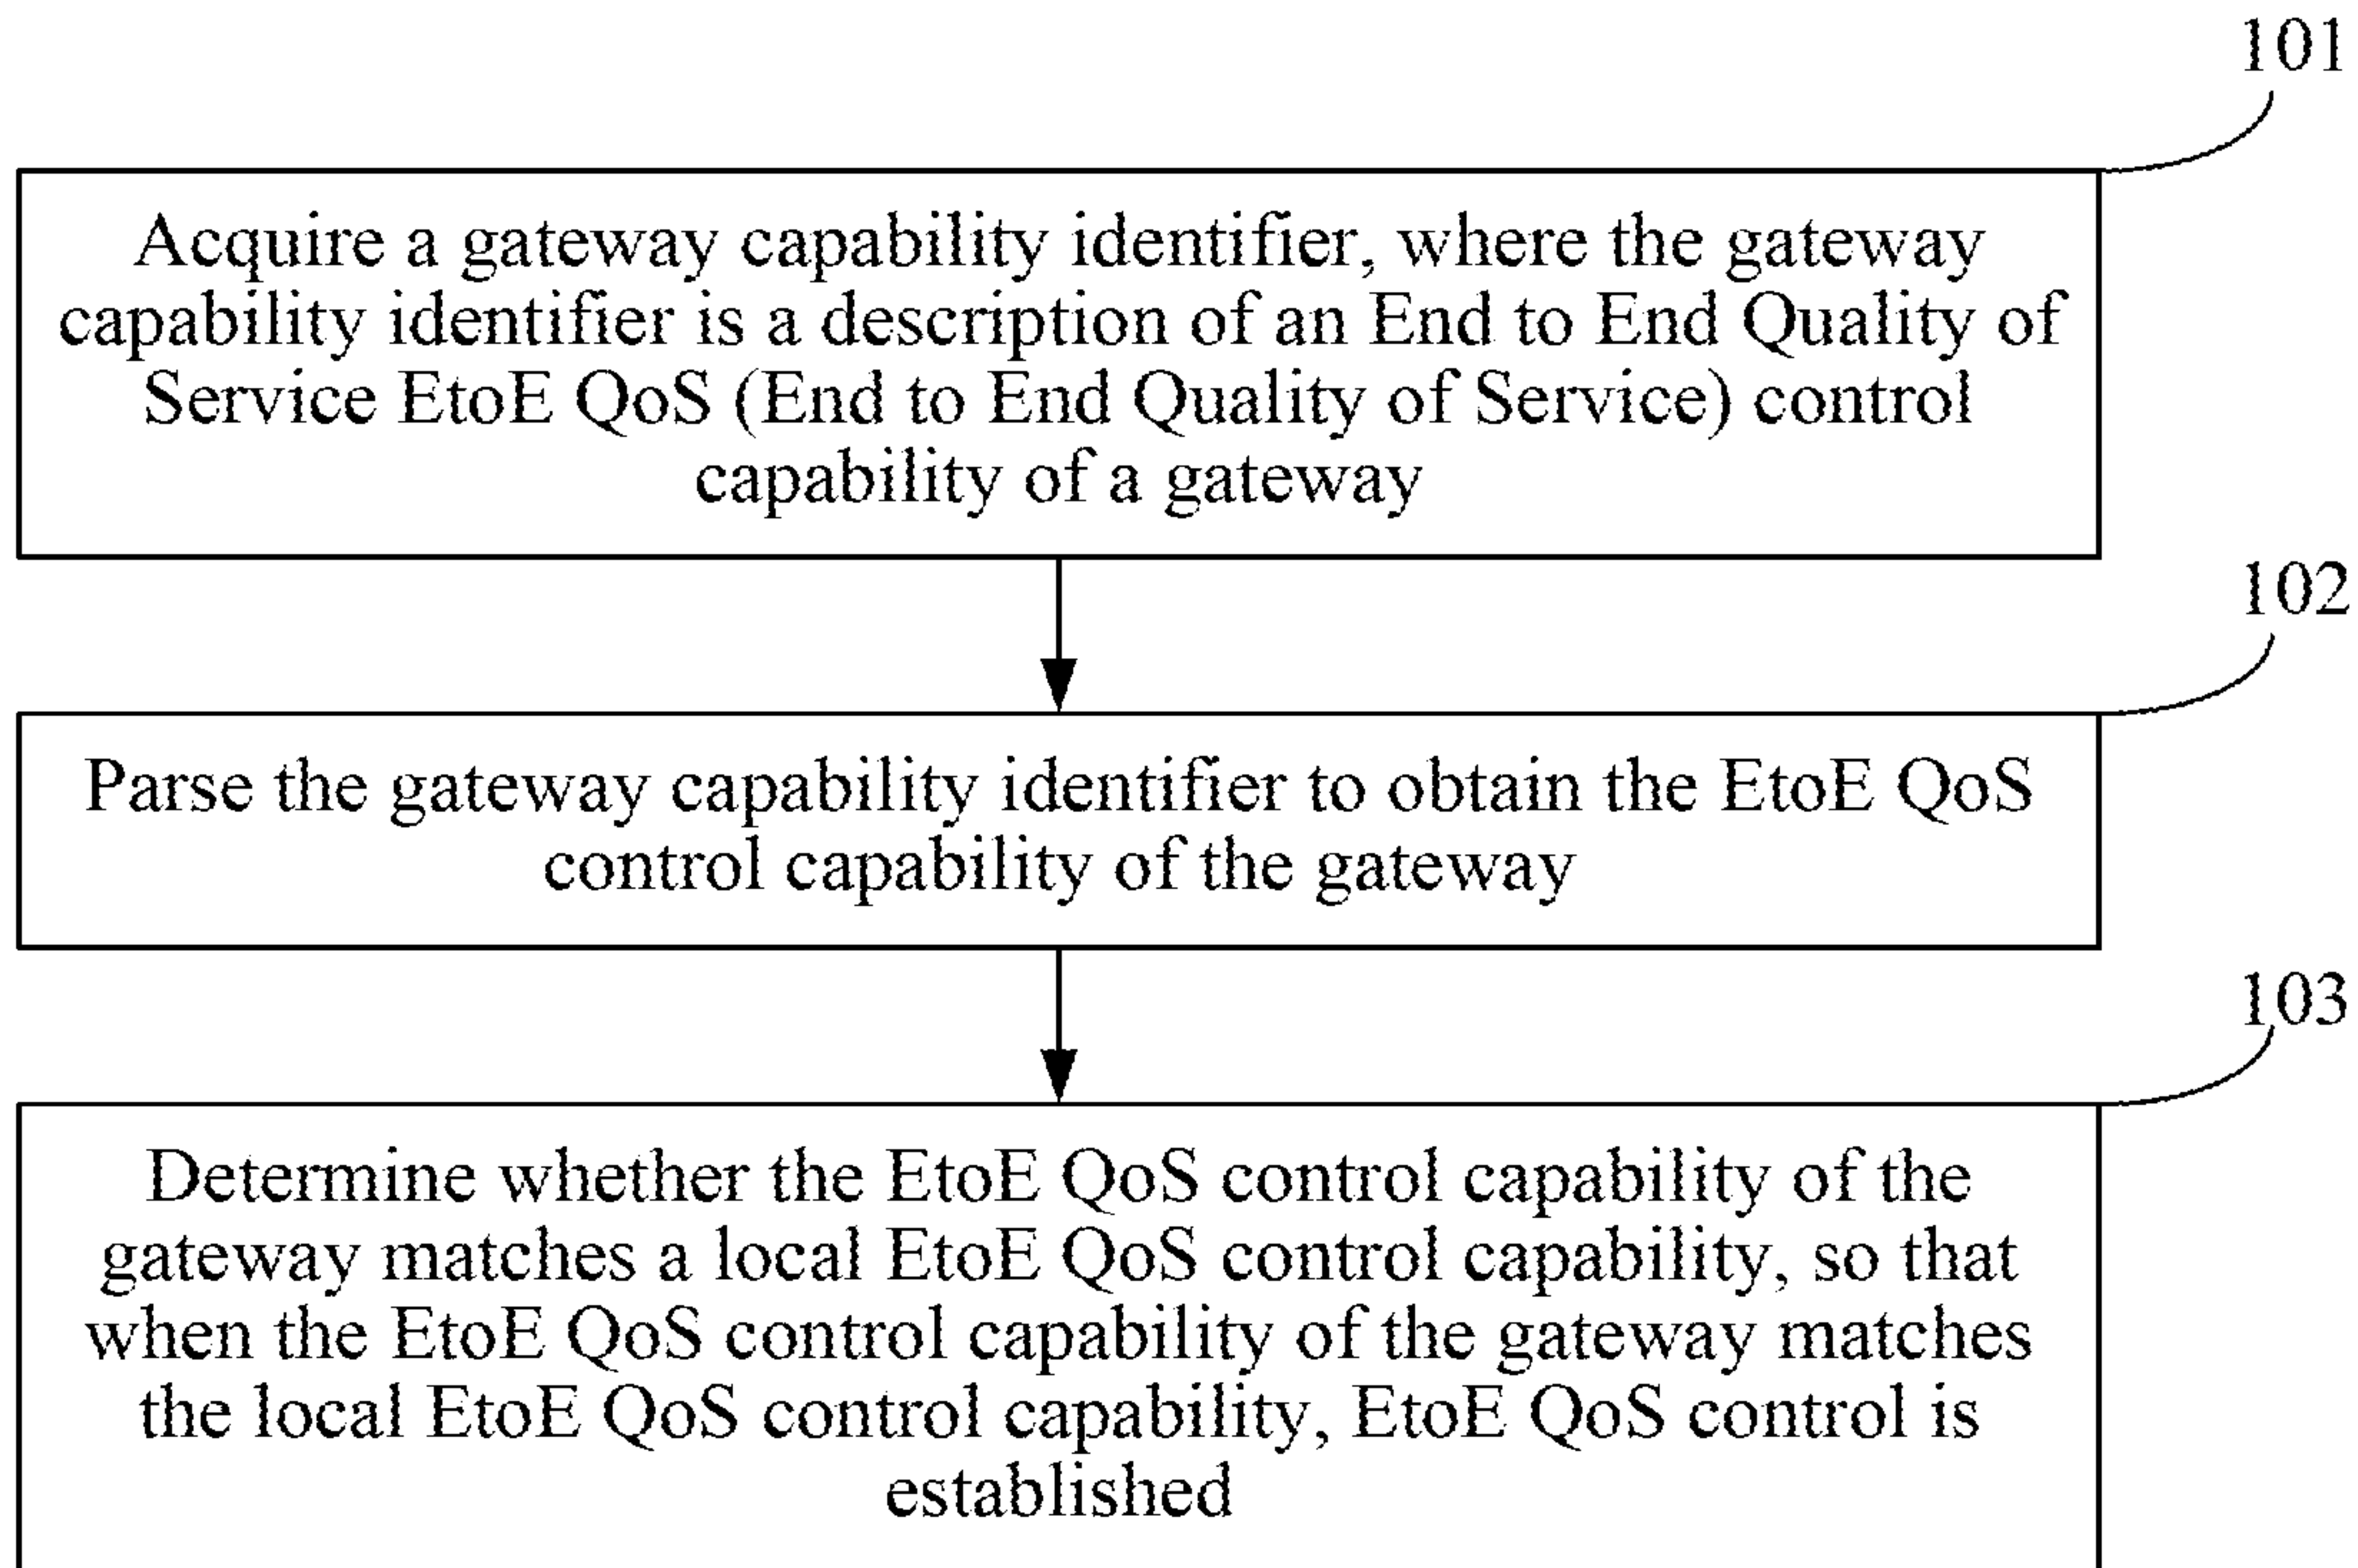 101
Acquire a gateway capability identifier, where the gateway
capability identifier is a description of an End to End Quality of
Service EtoE QoS (End to End Quality of Service) control
capability of a gateway
102
Parse the gateway capability identifier to obtain the EtoE QoS
control capability of the gateway
103
Determine whether the EtoE QoS control capability of the
gateway matches a local EtoE QoS control capability, so that
when the EtoE QoS control capability of the gateway matches
the local EtoE QoS control capability, EtoE QoS control is
established